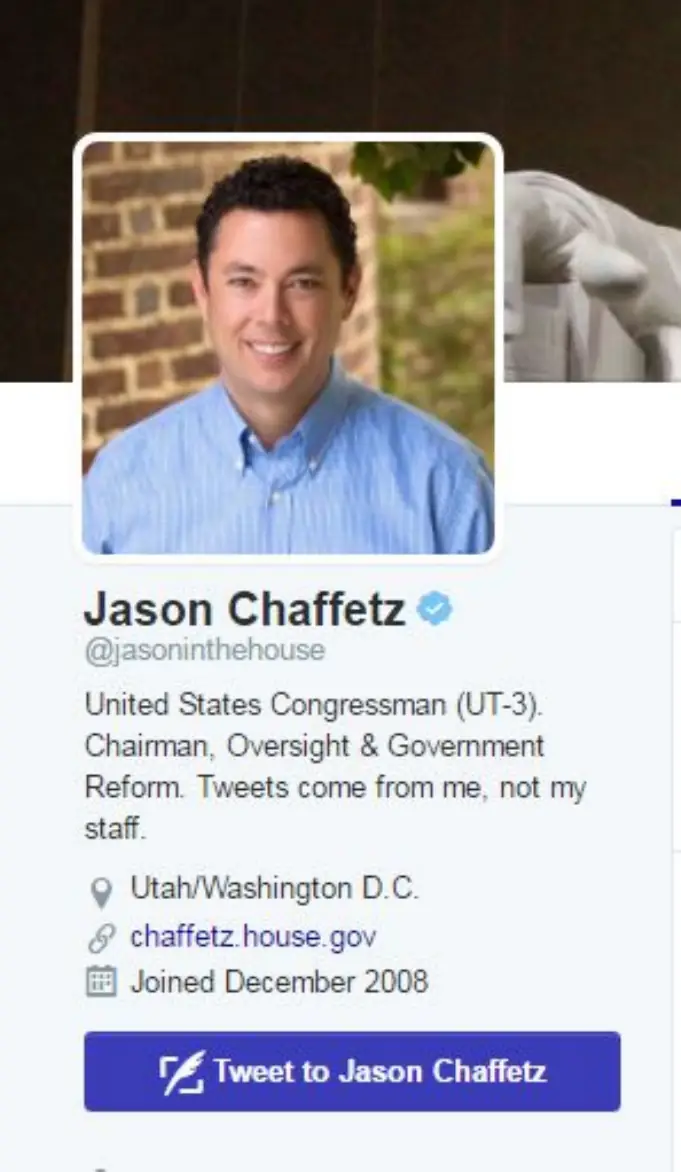 Jason Chaffetz
@jasoninthehouse
United States Congressman (UT-3).
Chairman, Oversight & Government
Reform. Tweets come from me, not my
staff.
Utah/Washington D.C.
chaffetz.house.gov
Joined December 2008
Tweet to Jason Chaffetz